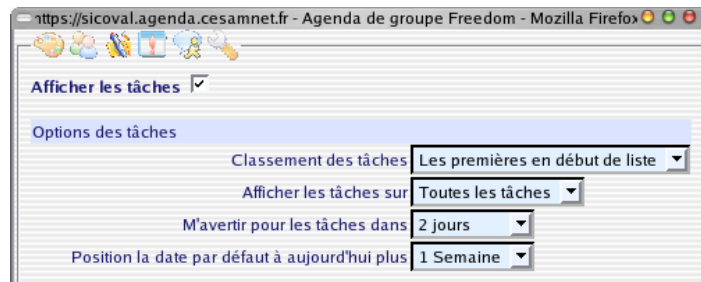 https://sicoval.agenda.cesamnet.fr - Agenda de groupe Freedom - Mozilla Firefox
Afficher les tâches
Options des tâches
Classement des tâches Les premières en début de liste
Afficher les tâches sur Toutes les tâches
M'avertir pour les tâches dans 2 jours
Position la date par défaut à aujourd'hui plus 1 Semaine